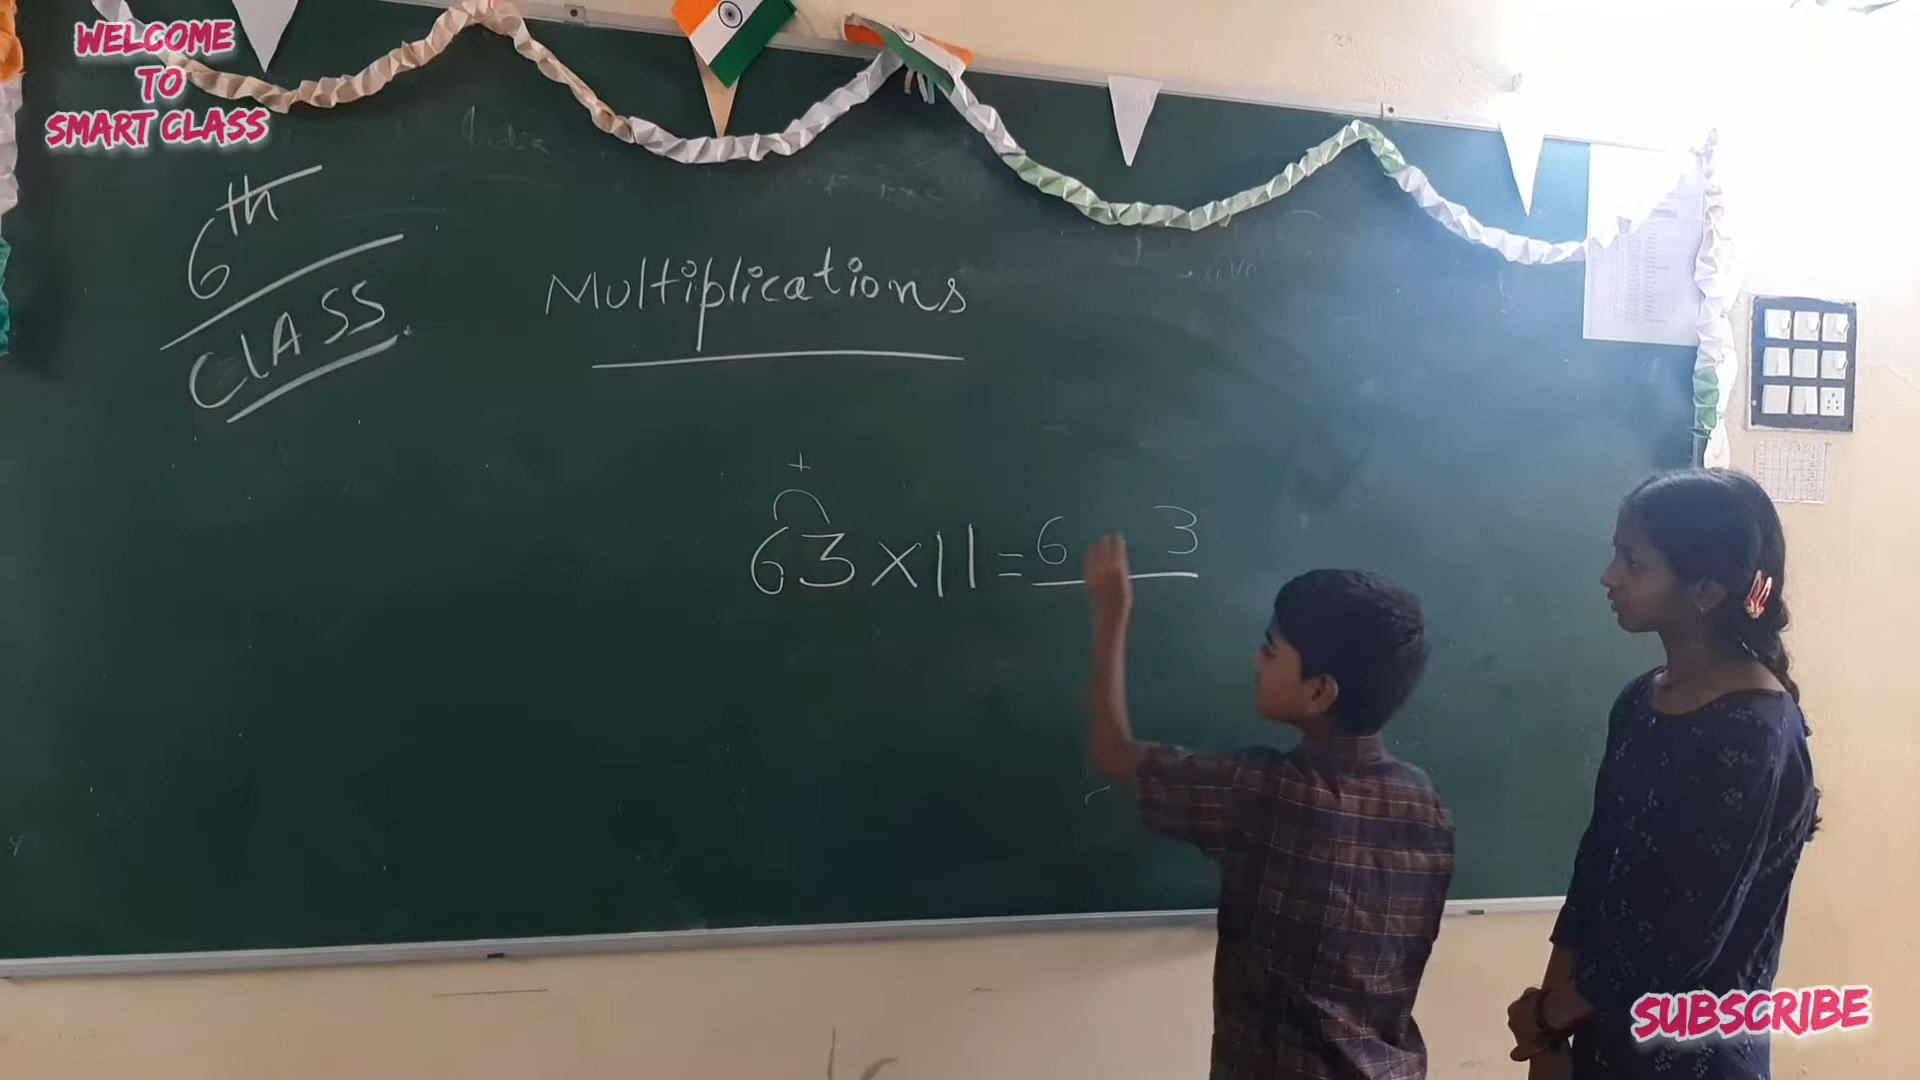 WELCOME
TO
SMART CLASS
6th
CLASS
Multiplications
+
63 × 11 = 6 3
SUBSCRIBE